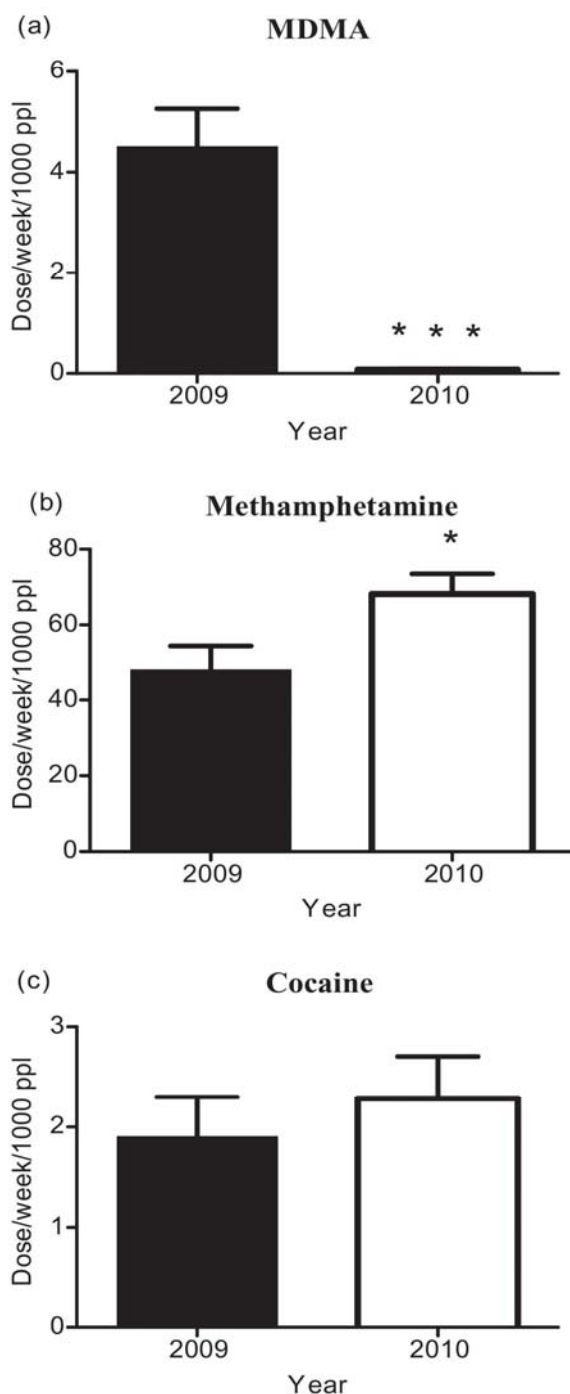 (a) MDMA
Dose/week/1000 ppl
6
4
2
0
* * *
2009 2010
Year
(b) Methamphetamine
Dose/week/1000 ppl
*
80
60
40
20
0
2009 2010
Year
(c) Cocaine
Dose/week/1000 ppl
3
2
1
0
2009 2010
Year